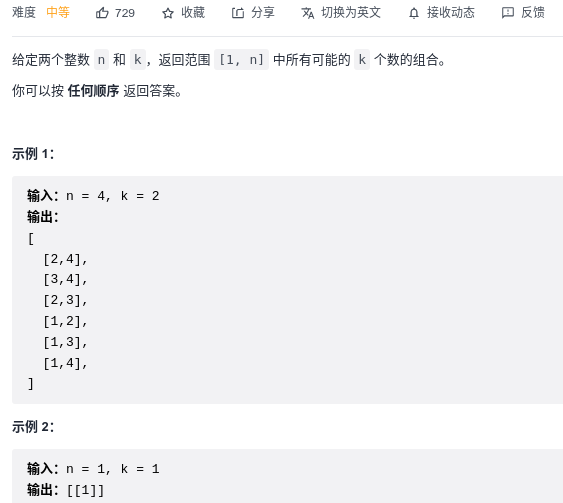 难度 中等 729 收藏 分享 切换为英文 接收动态 反馈
给定两个整数 n 和 k，返回范围 [1, n] 中所有可能的 k 个数的组合。
你可以按 任何顺序 返回答案。
示例 1：
输入：n = 4, k = 2
输出：
[
  [2,4],
  [3,4],
  [2,3],
  [1,2],
  [1,3],
  [1,4],
]
示例 2：
输入：n = 1, k = 1
输出：[[1]]